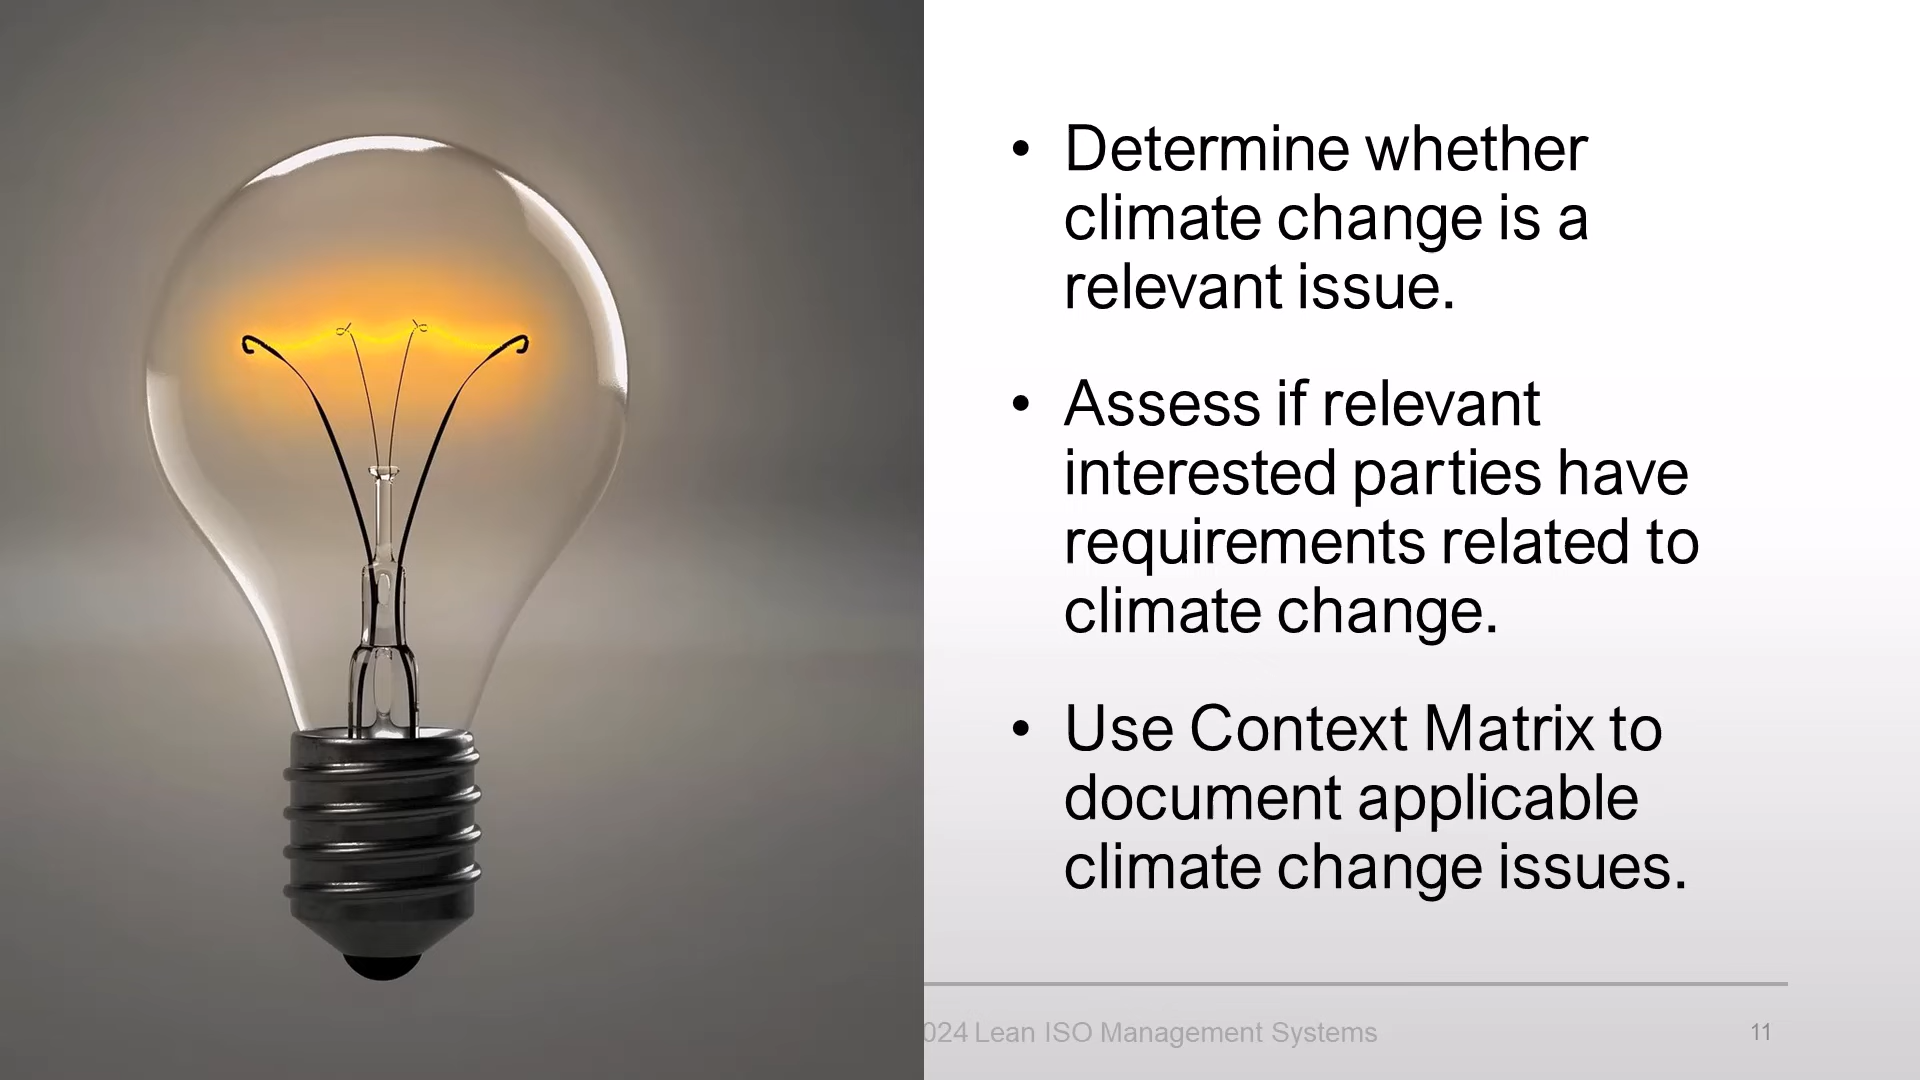 • Determine whether
climate change is a
relevant issue.
• Assess if relevant
interested parties have
requirements related to
climate change.
• Use Context Matrix to
document applicable
climate change issues.
024 Lean ISO Management Systems
11